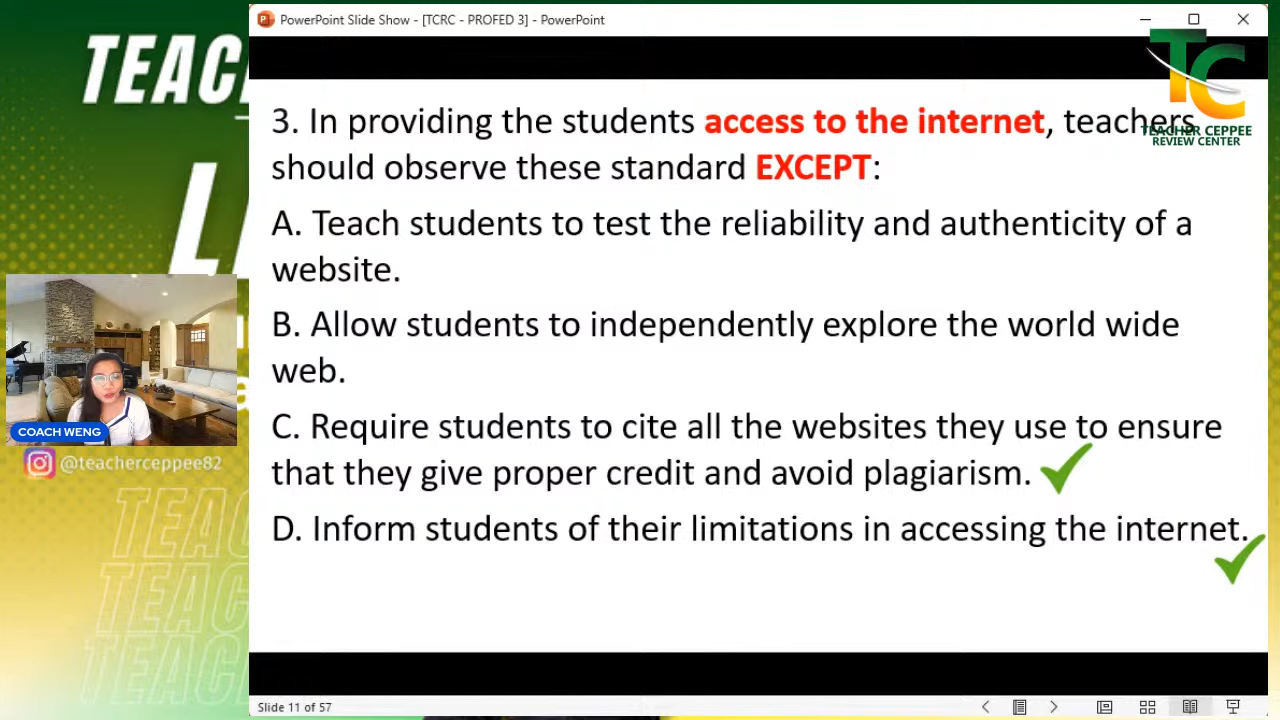 PowerPoint Slide Show - [TCRC - PROFED 3] - PowerPoint
TEAC
TC
TEACHER CEPPEE
REVIEW CENTER
3. In providing the students access to the internet, teachers
should observe these standard EXCEPT:
A. Teach students to test the reliability and authenticity of a
website.
B. Allow students to independently explore the world wide
web.
C. Require students to cite all the websites they use to ensure
that they give proper credit and avoid plagiarism.
D. Inform students of their limitations in accessing the internet.
COACH WENG
@teacherceppee82
TEAC
TEAC
TEAC
Slide 11 of 57